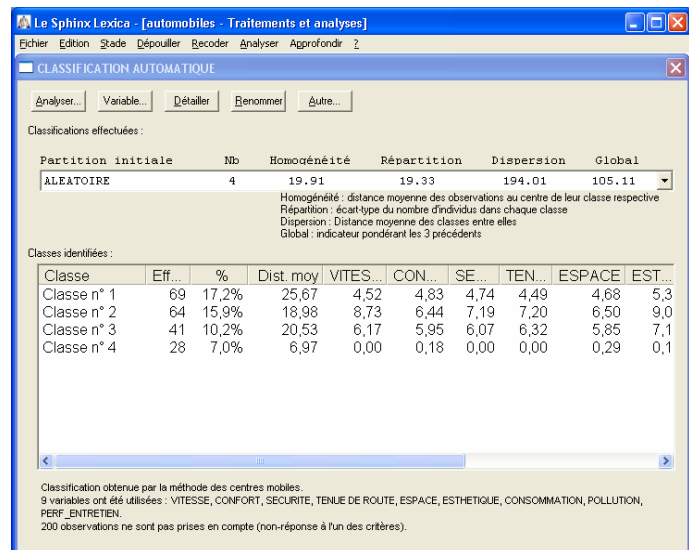 Le Sphinx Lexica - [automobiles - Traitements et analyses]
Fichier Edition Stade Dépouiller Recoder Analyser Approfondir ?
CLASSIFICATION AUTOMATIQUE
Analyser... Variable... Détailler Renommer Autre...
Classifications effectuées :
Partition initiale Nb Homogénéité Répartition Dispersion Global
ALEATOIRE 4 19.91 19.33 194.01 105.11
Homogénéité : distance moyenne des observations au centre de leur classe respective
Répartition : écart-type du nombre d'individus dans chaque classe
Dispersion : Distance moyenne des classes entre elles
Global : indicateur pondérant les 3 précédents
Classes identifiées :
Classe Eff... % Dist. moy VITES... CON... SE... TEN... ESPACE EST...
Classe n° 1 69 17,2% 25,67 4,52 4,83 4,74 4,49 4,68 5,3
Classe n° 2 64 15,9% 18,98 8,73 6,44 7,19 7,20 6,50 9,0
Classe n° 3 41 10,2% 20,53 6,17 5,95 6,07 6,32 5,85 7,1
Classe n° 4 28 7,0% 6,97 0,00 0,18 0,00 0,00 0,29 0,1
Classification obtenue par la méthode des centres mobiles.
9 variables ont été utilisées : VITESSE, CONFORT, SECURITE, TENUE DE ROUTE, ESPACE, ESTHETIQUE, CONSOMMATION, POLLUTION,
PERF_ENTRETIEN.
200 observations ne sont pas prises en compte (non-réponse à l'un des critères).